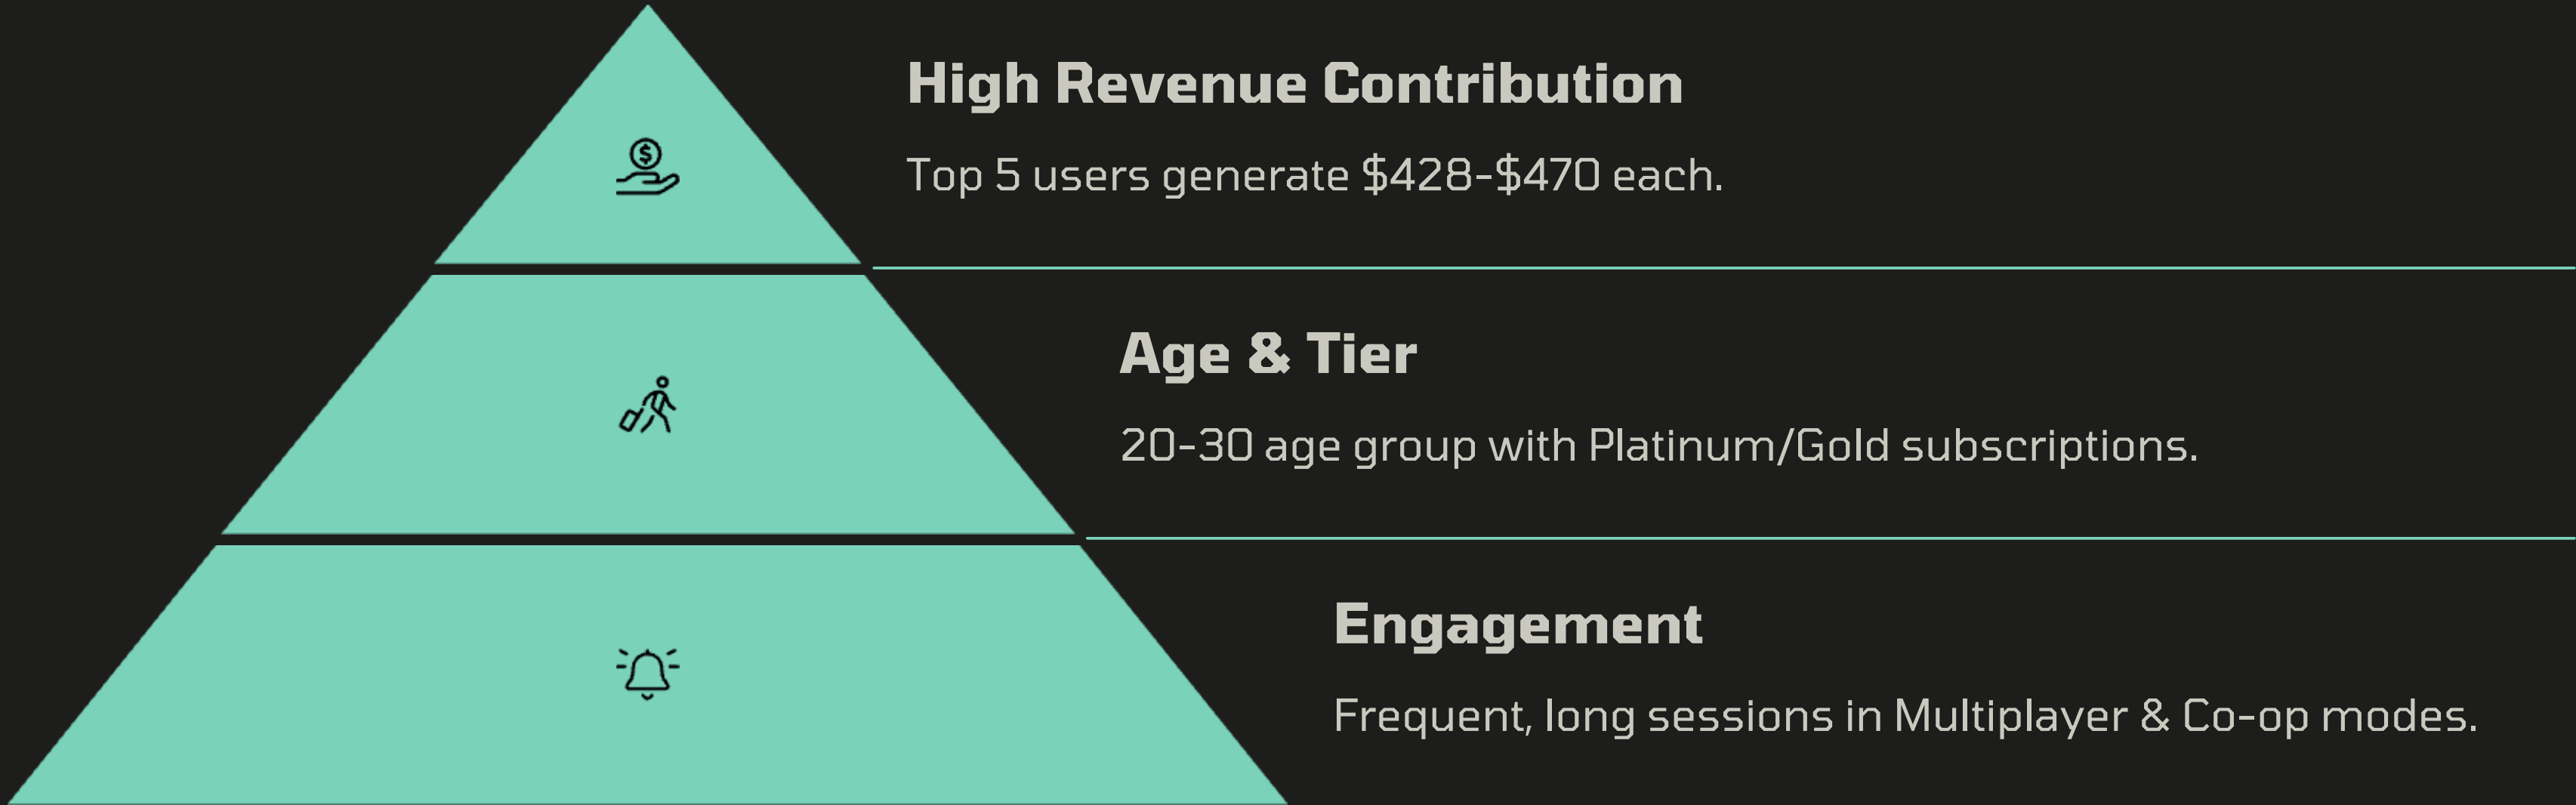 High Revenue Contribution
Top 5 users generate $428-$470 each.
Age & Tier
20-30 age group with Platinum/Gold subscriptions.
Engagement
Frequent, long sessions in Multiplayer & Co-op modes.